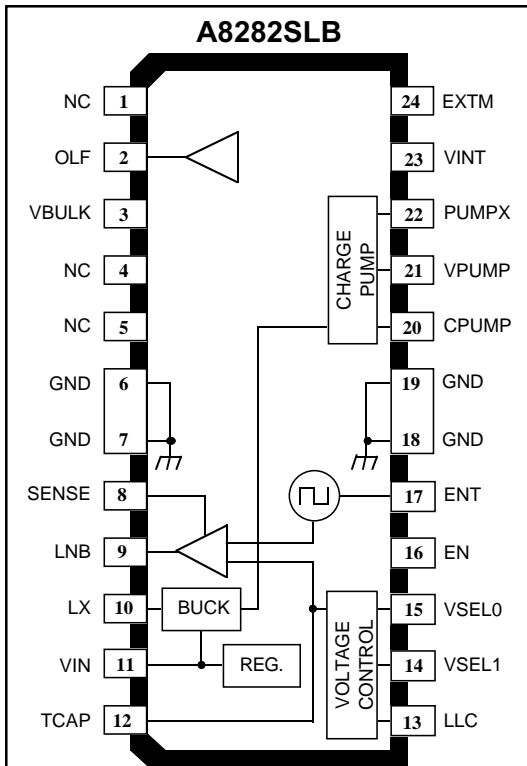 A8282SLB
NC 1
OLF 2
VBULK 3
NC 4
NC 5
GND 6
GND 7
SENSE 8
LNB 9
LX 10
VIN 11
TCAP 12
24 EXTM
23 VINT
22 PUMPX
21 VPUMP
20 CPUMP
19 GND
18 GND
17 ENT
16 EN
15 VSEL0
14 VSEL1
13 LLC
CHARGE
PUMP
BUCK
REG.
VOLTAGE
CONTROL